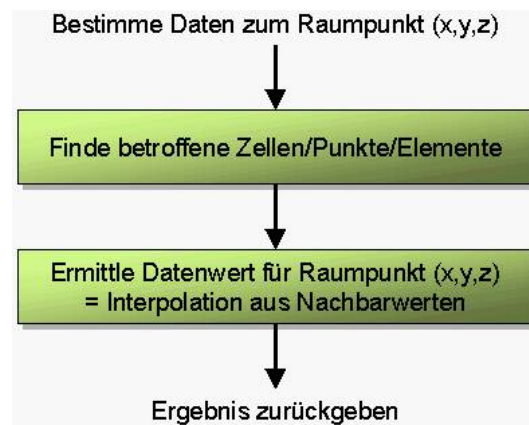 Bestimme Daten zum Raumpunkt (x,y,z)
Finde betroffene Zellen/Punkte/Elemente
Ermittle Datenwert für Raumpunkt (x,y,z)
= Interpolation aus Nachbarwerten
Ergebnis zurückgeben